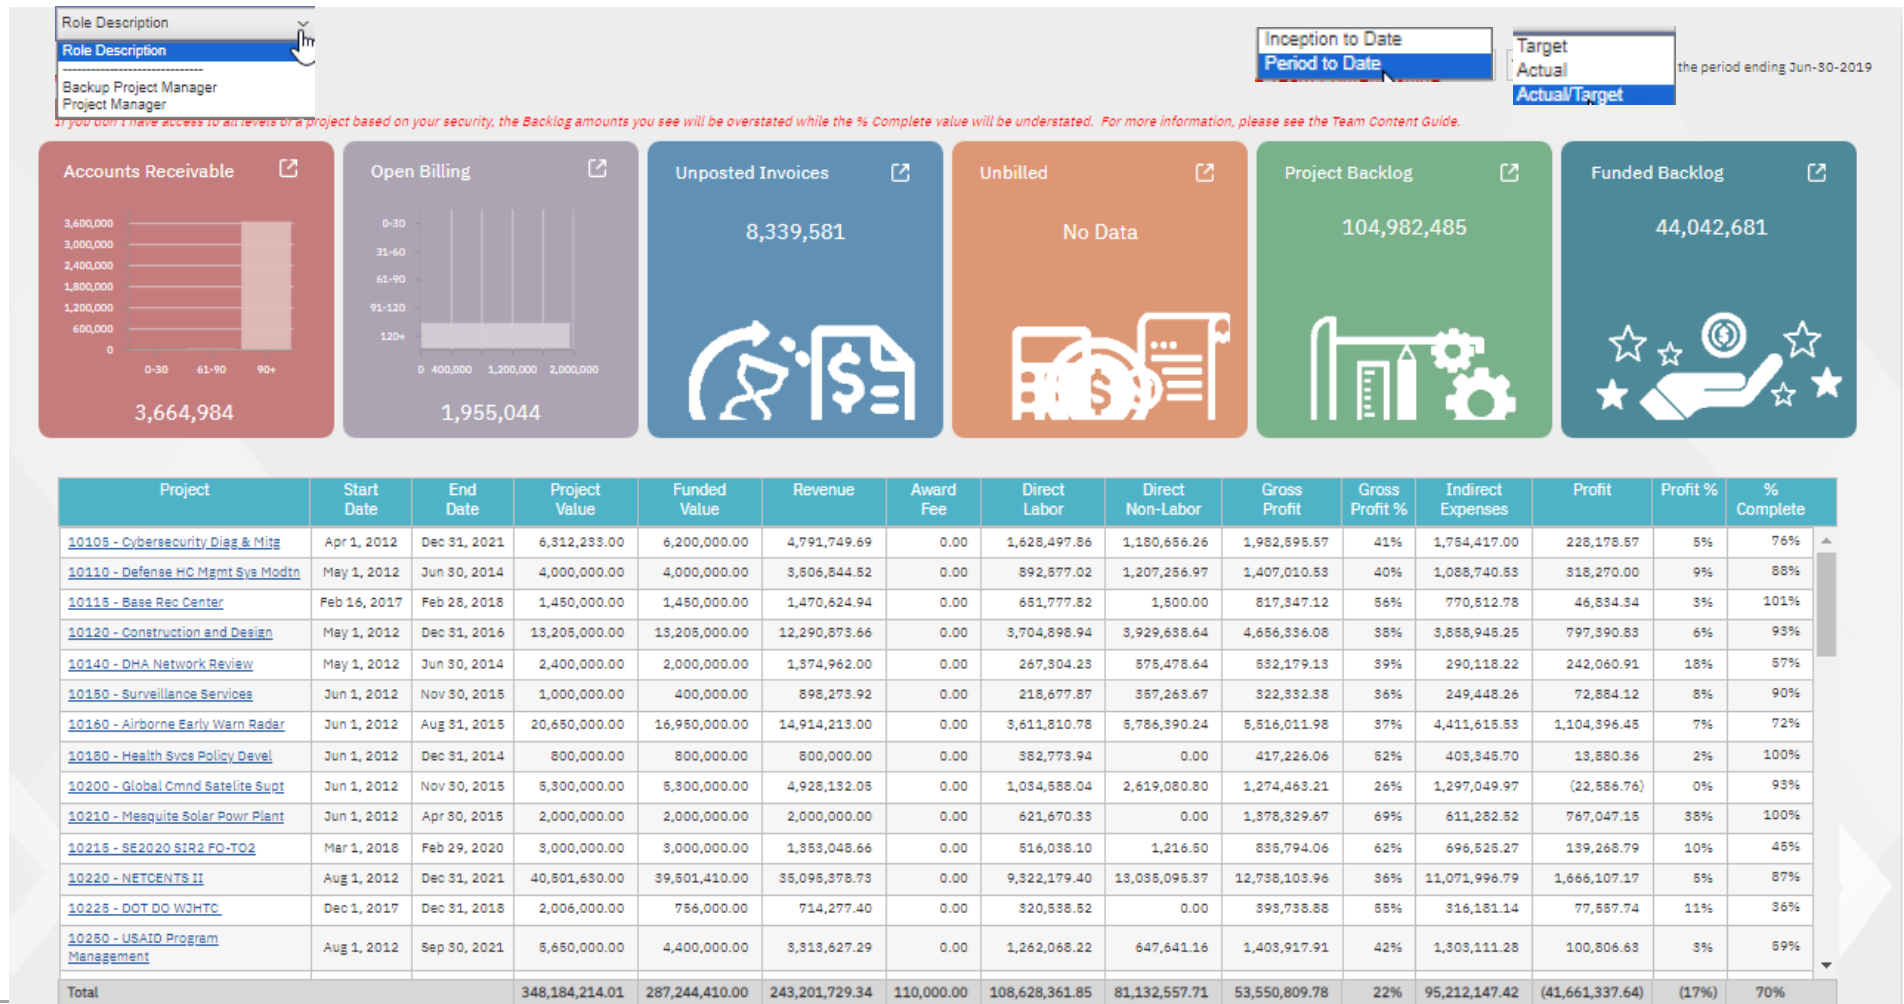 Role Description
Role Description
------------------------------
Backup Project Manager
Project Manager
Inception to Date
Period to Date
Target
Actual
Actual/Target
the period ending Jun-30-2019
If you don't have access to all levels of a project based on your security, the Backlog amounts you see will be overstated while the % Complete value will be understated. For more information, please see the Team Content Guide.
Accounts Receivable
3,600,000
3,000,000
2,400,000
1,800,000
1,200,000
600,000
0
0-30 61-90 90+
3,664,984
Open Billing
0-30
31-60
61-90
91-120
120+
0 400,000 1,200,000 2,000,000
1,955,044
Unposted Invoices
8,339,581
Unbilled
No Data
Project Backlog
104,982,485
Funded Backlog
44,042,681
Project Start Date End Date Project Value Funded Value Revenue Award Fee Direct Labor Direct Non-Labor Gross Profit Gross Profit % Indirect Expenses Profit Profit % % Complete
10105 - Cybersecurity Diag & Mitg Apr 1, 2012 Dec 31, 2021 6,312,233.00 6,200,000.00 4,791,749.69 0.00 1,628,497.86 1,180,656.26 1,982,595.57 41% 1,754,417.00 228,178.57 5% 76%
10110 - Defense HC Mgmt Sys Modtn May 1, 2012 Jun 30, 2014 4,000,000.00 4,000,000.00 3,506,844.52 0.00 892,577.02 1,207,256.97 1,407,010.53 40% 1,088,740.53 318,270.00 9% 88%
10115 - Base Rec Center Feb 16, 2017 Feb 28, 2018 1,450,000.00 1,450,000.00 1,470,624.94 0.00 651,777.82 1,500.00 817,347.12 56% 770,512.78 46,834.34 3% 101%
10120 - Construction and Design May 1, 2012 Dec 31, 2016 13,205,000.00 13,205,000.00 12,290,873.66 0.00 3,704,898.94 3,929,638.64 4,656,336.08 38% 3,858,945.25 797,390.83 6% 93%
10140 - DHA Network Review May 1, 2012 Jun 30, 2014 2,400,000.00 2,000,000.00 1,374,962.00 0.00 267,304.23 575,478.64 532,179.13 39% 290,118.22 242,060.91 18% 57%
10150 - Surveillance Services Jun 1, 2012 Nov 30, 2015 1,000,000.00 400,000.00 898,273.92 0.00 218,677.87 357,263.67 322,332.38 36% 249,448.26 72,884.12 8% 90%
10160 - Airborne Early Warn Radar Jun 1, 2012 Aug 31, 2015 20,650,000.00 16,950,000.00 14,914,213.00 0.00 3,611,810.78 5,786,390.24 5,516,011.98 37% 4,411,615.53 1,104,396.45 7% 72%
10180 - Health Svcs Policy Devel Jun 1, 2012 Dec 31, 2014 800,000.00 800,000.00 800,000.00 0.00 382,773.94 0.00 417,226.06 52% 403,345.70 13,880.36 2% 100%
10200 - Global Cmnd Satelite Supt Jun 1, 2012 Nov 30, 2015 5,300,000.00 5,300,000.00 4,928,132.05 0.00 1,034,588.04 2,619,080.80 1,274,463.21 26% 1,297,049.97 (22,586.76) 0% 93%
10210 - Mesquite Solar Powr Plant Jun 1, 2012 Apr 30, 2015 2,000,000.00 2,000,000.00 2,000,000.00 0.00 621,670.33 0.00 1,378,329.67 69% 611,282.52 767,047.15 38% 100%
10215 - SE2020 SIR2 FO-TO2 Mar 1, 2018 Feb 29, 2020 3,000,000.00 3,000,000.00 1,353,048.66 0.00 516,038.10 1,216.50 835,794.06 62% 696,525.27 139,268.79 10% 45%
10220 - NETCENTS II Aug 1, 2012 Dec 31, 2021 40,501,630.00 39,501,410.00 35,095,378.73 0.00 9,322,179.40 13,035,095.37 12,738,103.96 36% 11,071,996.79 1,666,107.17 5% 87%
10225 - DOT DO WJHTC Dec 1, 2017 Dec 31, 2018 2,006,000.00 756,000.00 714,277.40 0.00 320,538.52 0.00 393,738.88 55% 316,181.14 77,557.74 11% 36%
10250 - USAID Program Management Aug 1, 2012 Sep 30, 2021 5,650,000.00 4,400,000.00 3,313,627.29 0.00 1,262,068.22 647,641.16 1,403,917.91 42% 1,303,111.28 100,806.63 3% 59%
Total 348,184,214.01 287,244,410.00 243,201,729.34 110,000.00 108,628,361.85 81,132,557.71 53,550,809.78 22% 95,212,147.42 (41,661,337.64) (17%) 70%